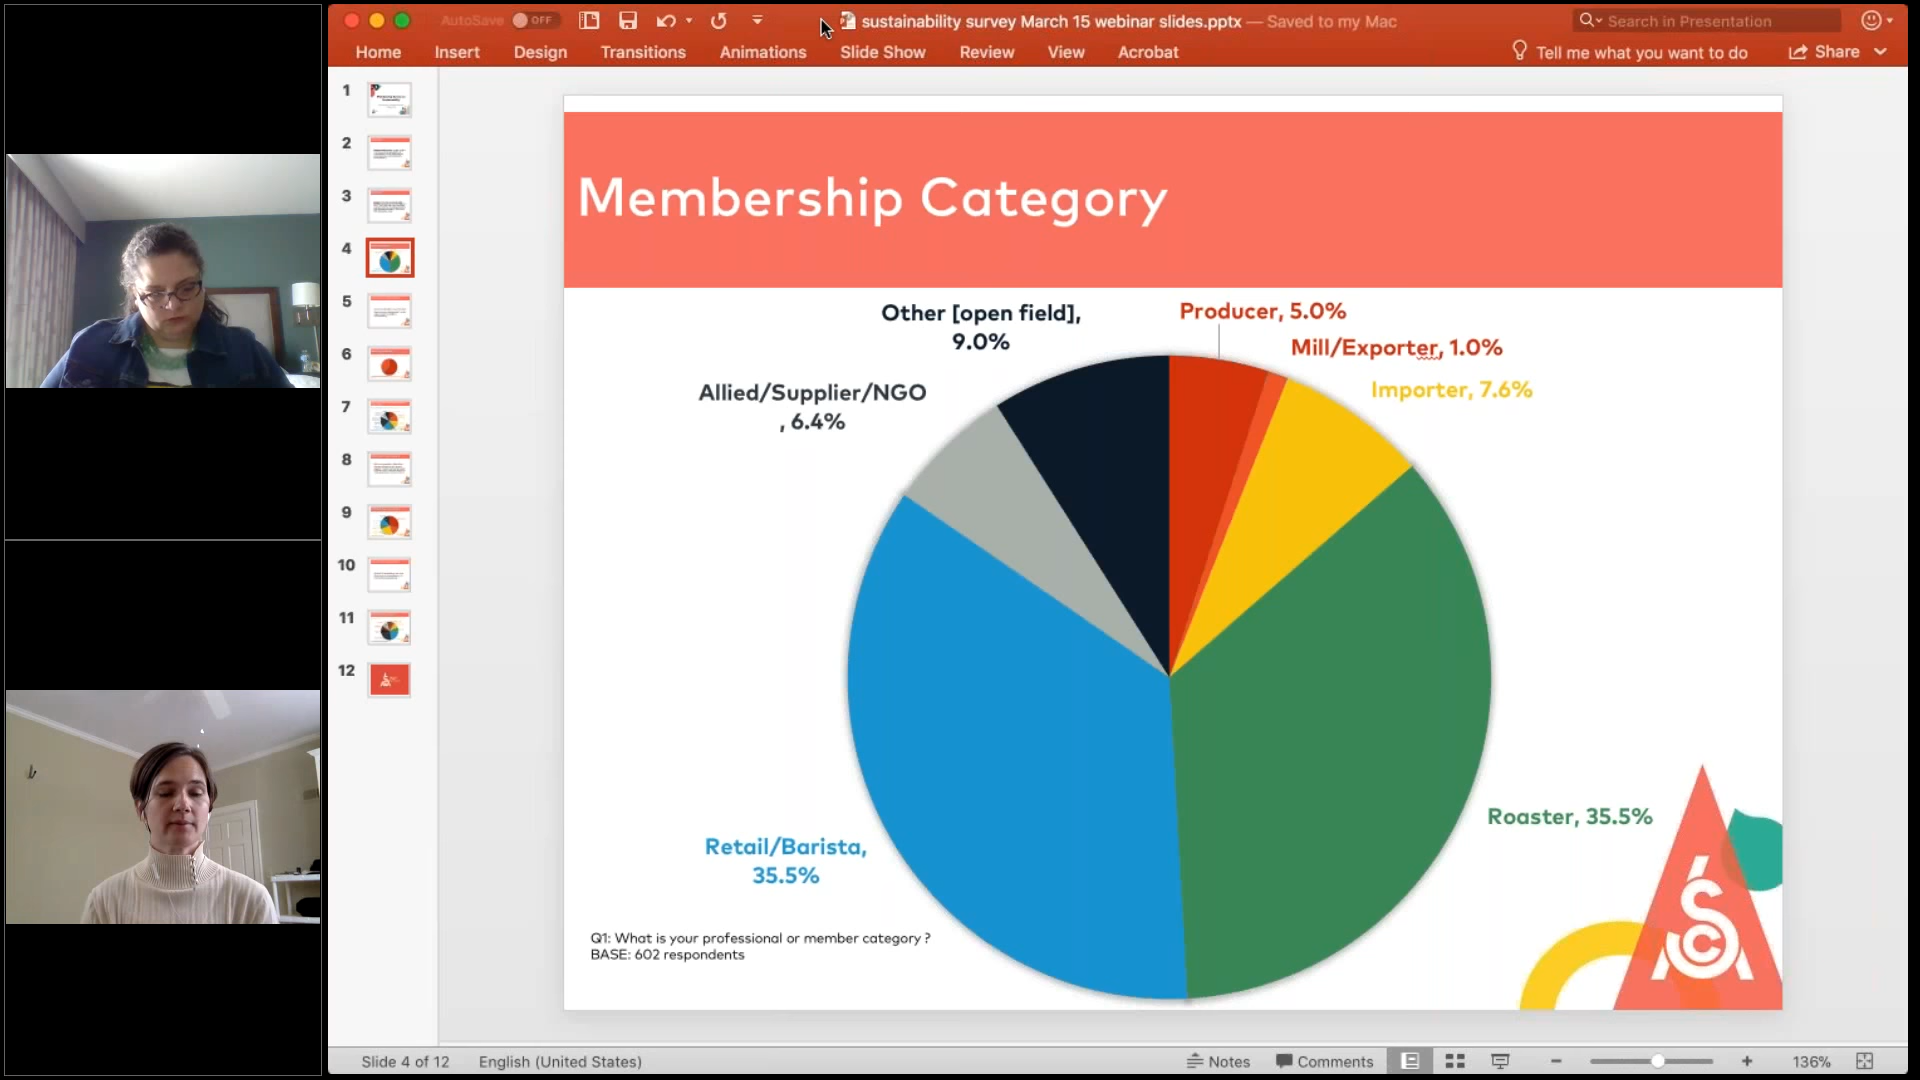 AutoSave OFF
sustainability survey March 15 webinar slides.pptx — Saved to my Mac
Search in Presentation
Home Insert Design Transitions Animations Slide Show Review View Acrobat
Tell me what you want to do
Share
1
2
3
4
5
6
7
8
9
10
11
12
Membership Category
Other [open field],
9.0%
Producer, 5.0%
Mill/Exporter, 1.0%
Importer, 7.6%
Allied/Supplier/NGO
, 6.4%
Roaster, 35.5%
Retail/Barista,
35.5%
Q1: What is your professional or member category ?
BASE: 602 respondents
SCA
Slide 4 of 12
English (United States)
Notes
Comments
136%